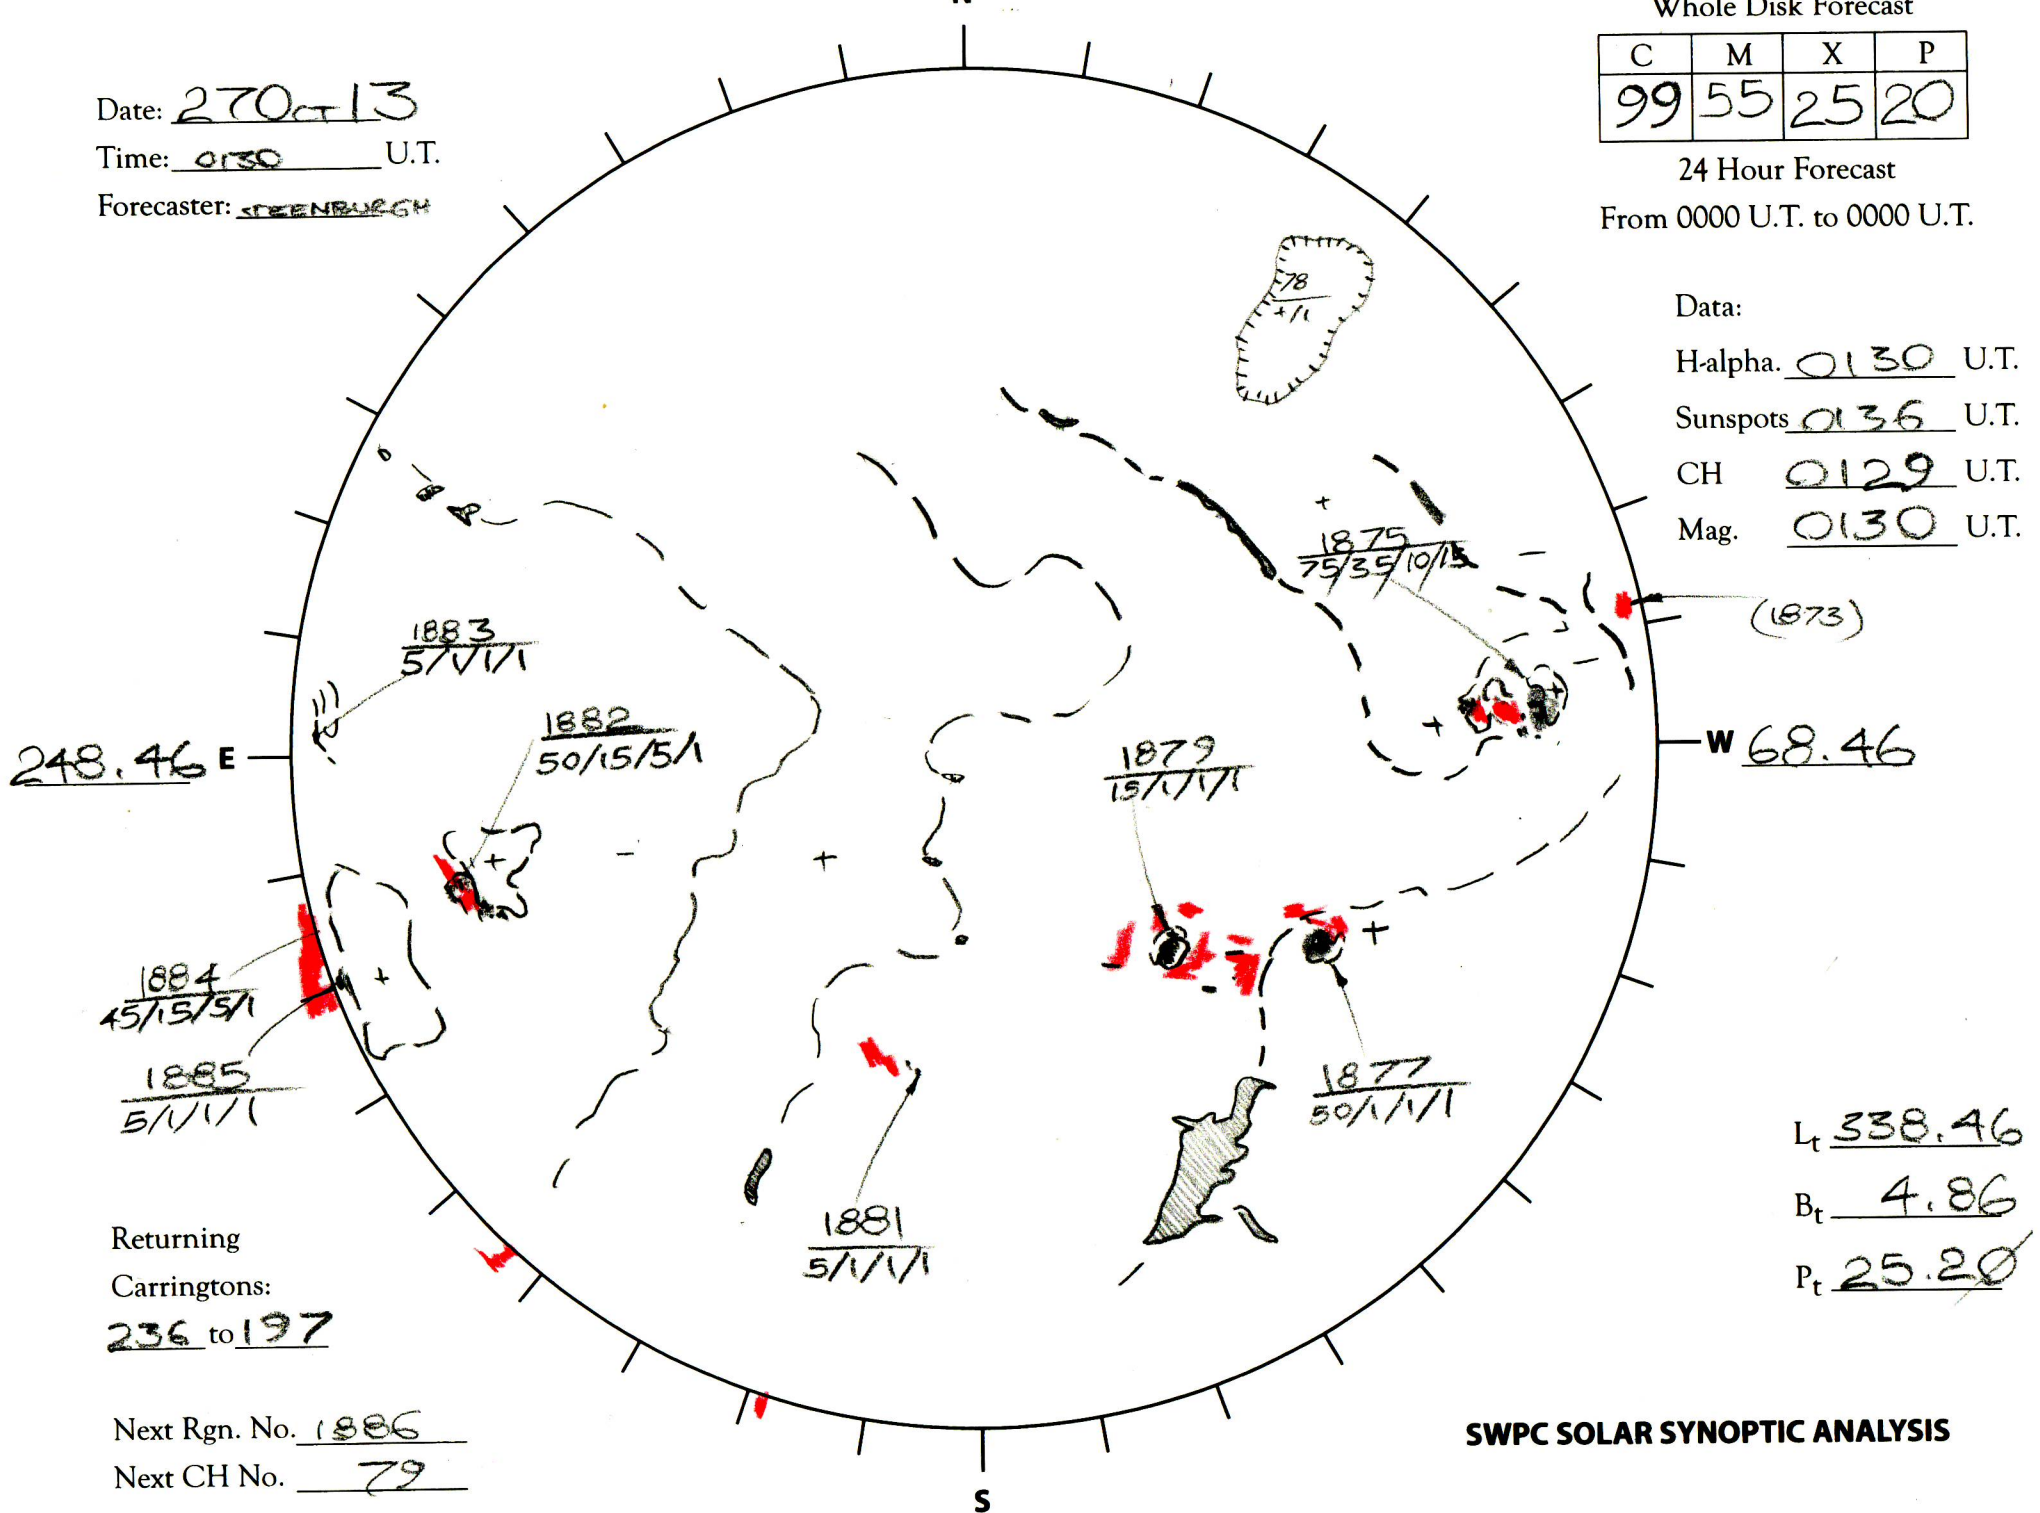 N
Whole Disk Forecast
C M X P
99 55 25 20
24 Hour Forecast
From 0000 U.T. to 0000 U.T.
Date: 27OCT13
Time: 0130 U.T.
Forecaster: STEENBURGH
Data:
H-alpha. 0130 U.T.
Sunspots 0136 U.T.
CH 0129 U.T.
Mag. 0130 U.T.
78
+/1
+
1875
75/35/10/15
(1873)
1883
5/1/1/1
1882
50/15/5/1
248.46 E
W 68.46
1879
15/1/1/1
1884
45/15/5/1
1885
5/1/1/1
1877
50/1/1/1
1881
5/1/1/1
Lt 338.46
Bt 4.86
Pt 25.20
Returning
Carringtons:
236 to 197
Next Rgn. No. 1886
Next CH No. 79
S
SWPC SOLAR SYNOPTIC ANALYSIS